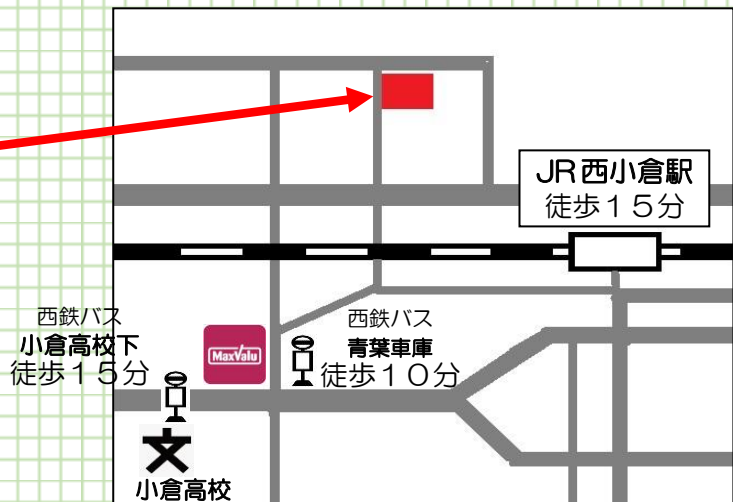 JR西小倉駅
徒歩１５分
西鉄バス
小倉高校下
徒歩１５分
MaxValu
西鉄バス
青葉車庫
徒歩１０分
小倉高校